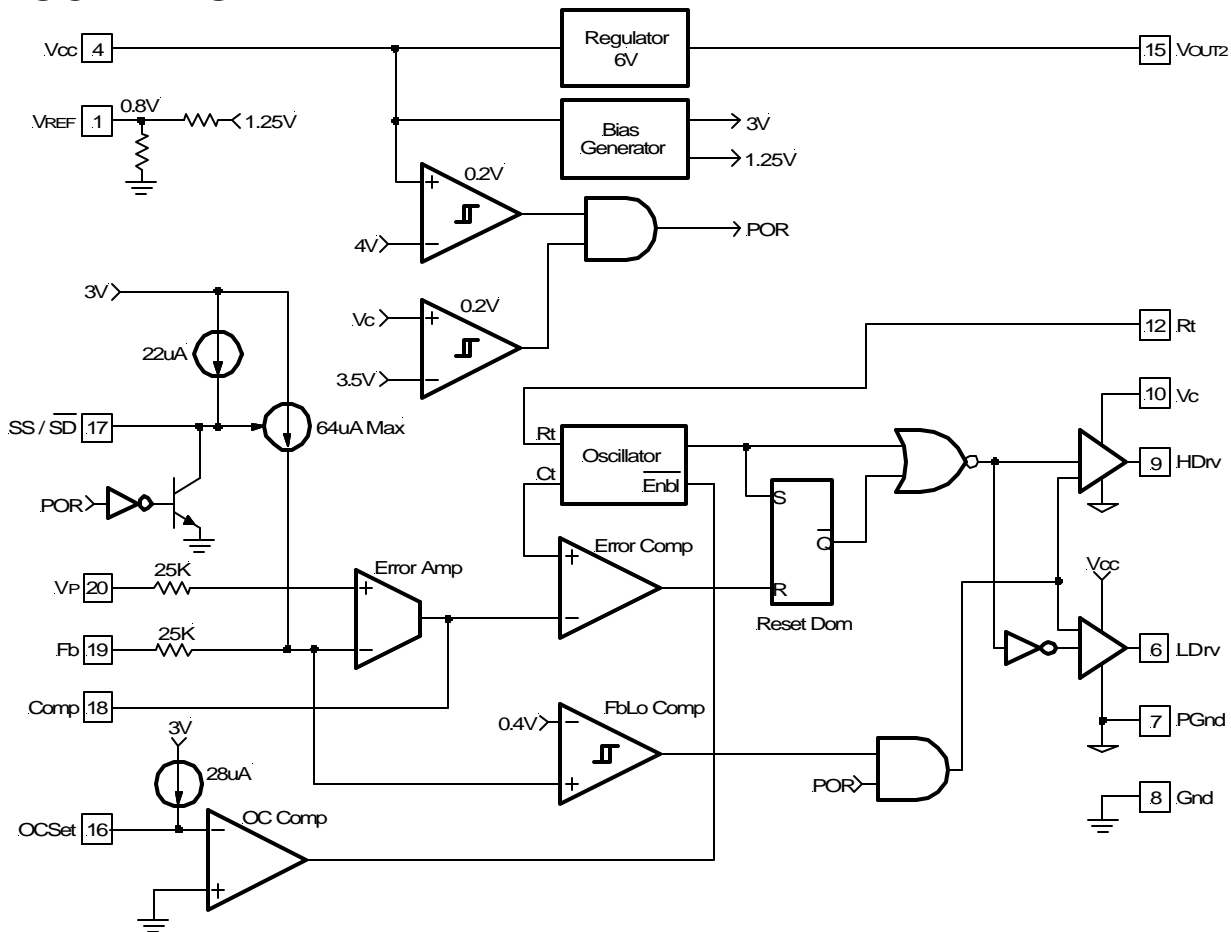 Vcc 4
Regulator
6V
15 VOUT2
VREF 1
0.8V
1.25V
Bias
Generator
3V
1.25V
0.2V
4V
POR
3V
0.2V
Vc
3.5V
12 Rt
22uA
10 Vc
SS / SD 17
64uA Max
Rt
Oscillator
Ct
Enbl
9 HDrv
POR
S
Q
R
Reset Dom
Error Comp
Vcc
VP 20
25K
Error Amp
Fb 19
25K
6 LDrv
Comp 18
FbLo Comp
0.4V
7 PGnd
3V
28uA
POR
8 Gnd
OCSet 16
OC Comp